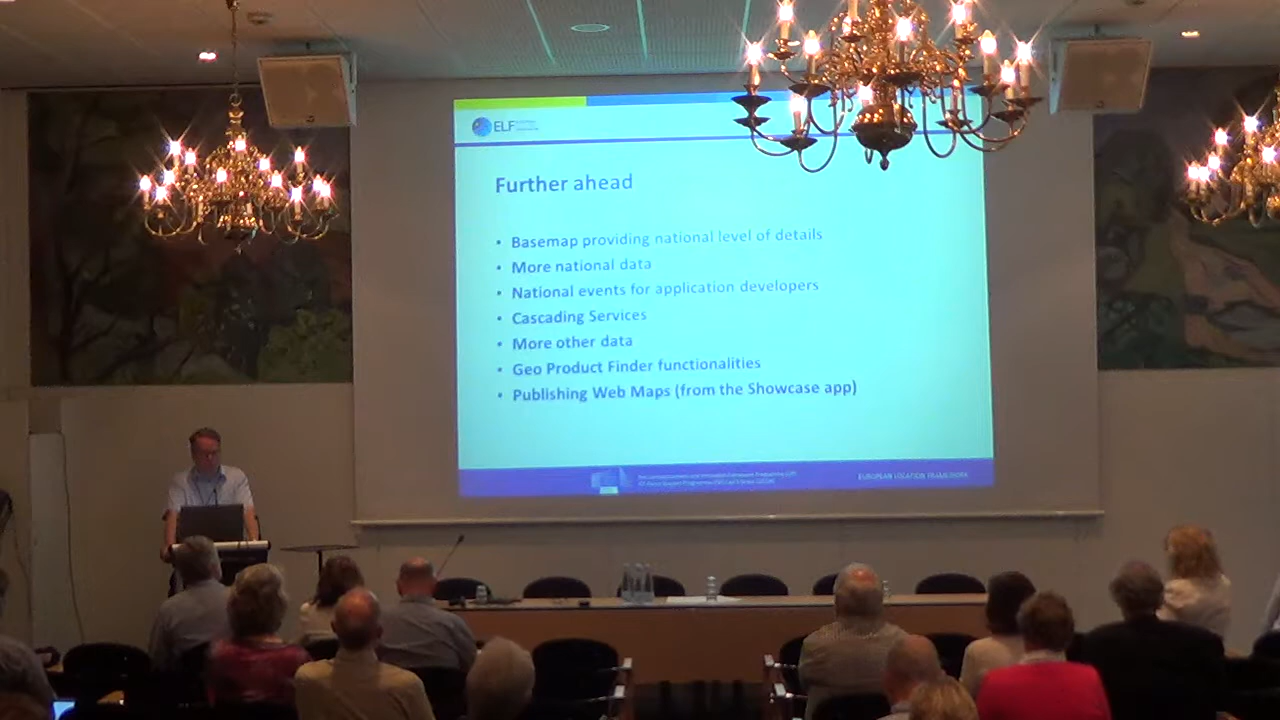 ELF
Further ahead
• Basemap providing national level of details
• More national data
• National events for application developers
• Cascading Services
• More other data
• Geo Product Finder functionalities
• Publishing Web Maps (from the Showcase app)
EUROPEAN LOCATION FRAMEWORK